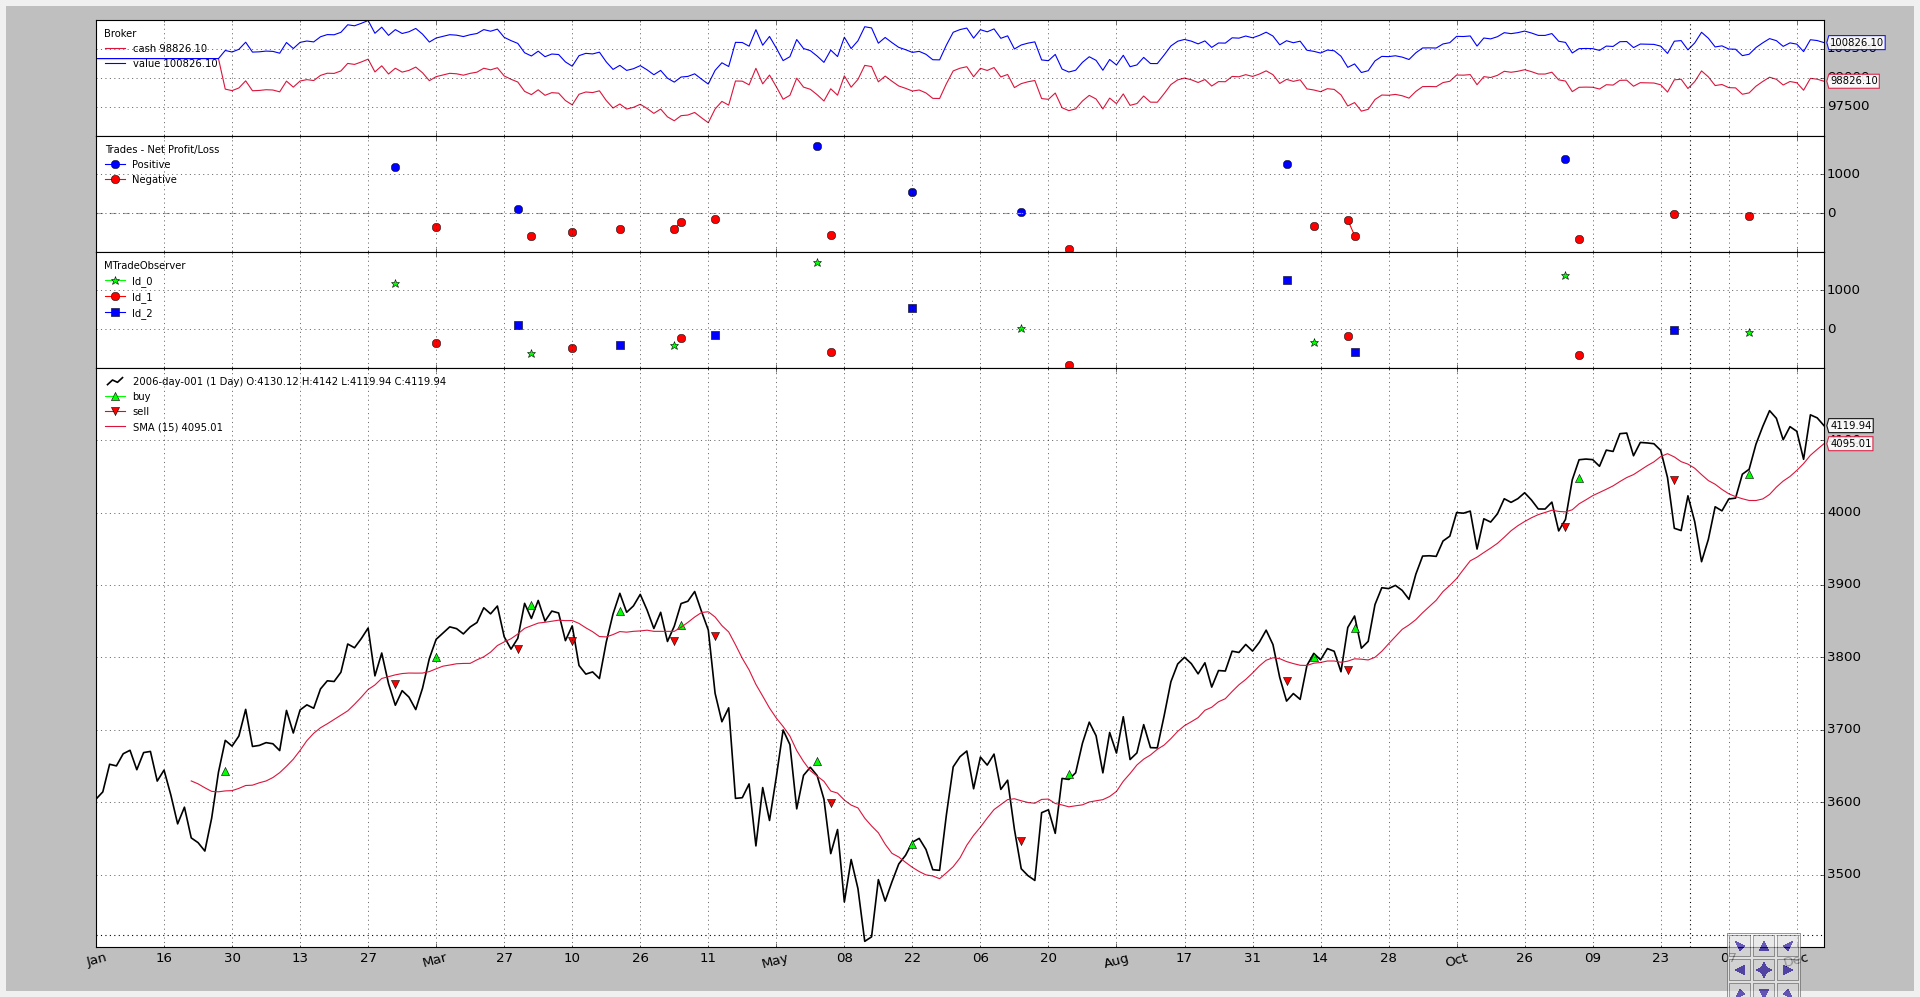 Broker
cash 98826.10
value 100826.10
100826.10
98826.10
97500
Trades - Net Profit/Loss
Positive
Negative
1000
0
MTradeObserver
Id_0
Id_1
Id_2
1000
0
2006-day-001 (1 Day) O:4130.12 H:4142 L:4119.94 C:4119.94
buy
sell
SMA (15) 4095.01
4119.94
4095.01
4000
3900
3800
3700
3600
3500
Jan 16 30 13 27 Mar 27 10 26 11 May 08 22 06 20 Aug 17 31 14 28 Oct 26 09 23 07 Dec